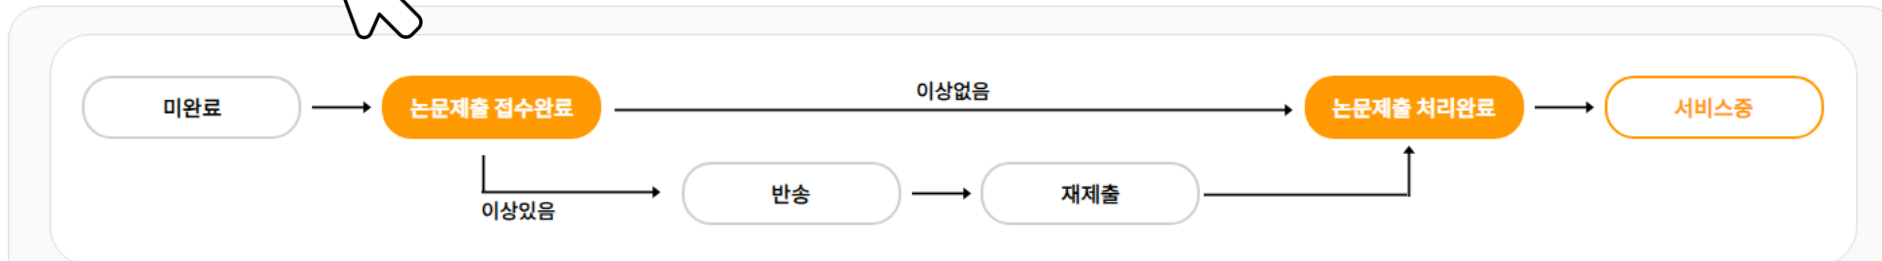 미완료
논문제출 접수완료
이상없음
논문제출 처리완료
서비스중
이상있음
반송
재제출